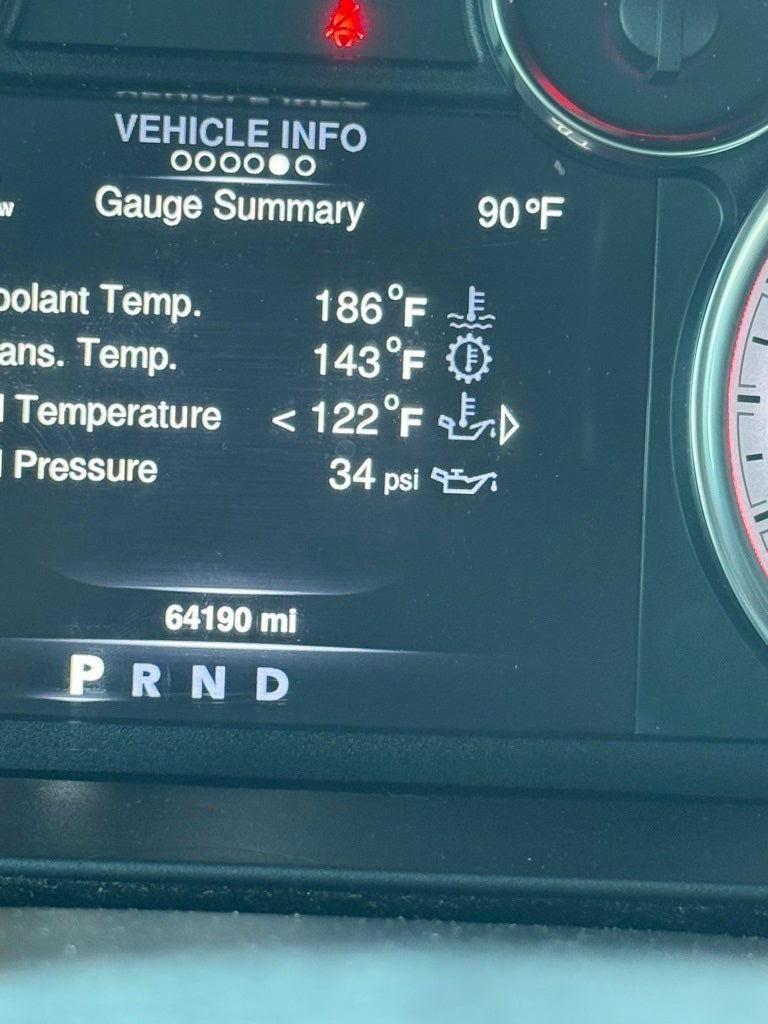 VEHICLE INFO
Gauge Summary 90°F
oolant Temp. 186°F
ans. Temp. 143°F
l Temperature < 122°F
l Pressure 34 psi
64190 mi
P R N D